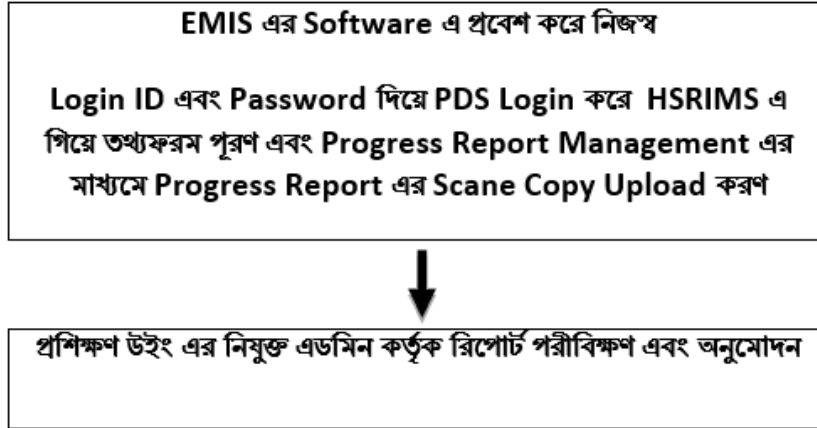 EMIS এর Software এ প্রবেশ করে নিজস্ব
Login ID এবং Password দিয়ে PDS Login করে HSRIMS এ
গিয়ে তথ্যফরম পূরণ এবং Progress Report Management এর
মাধ্যমে Progress Report এর Scane Copy Upload করণ
প্রশিক্ষণ উইং এর নিযুক্ত এডমিন কর্তৃক রিপোর্ট পরীবিক্ষণ এবং অনুমোদন